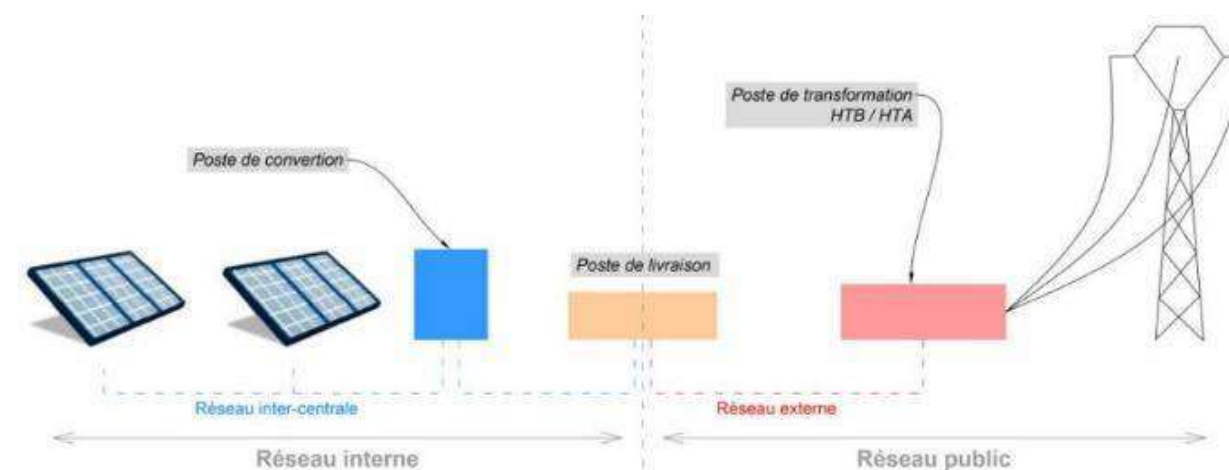 Poste de transformation
HTB / HTA
Poste de convertion
Poste de livraison
Réseau inter-centrale
Réseau externe
Réseau interne
Réseau public